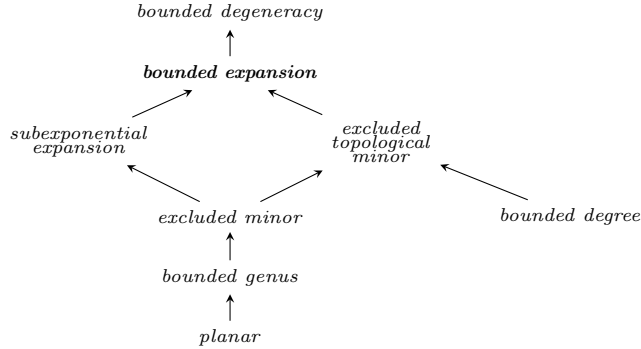 bounded degeneracy
bounded expansion
subexponential
expansion
excluded
topological
minor
excluded minor
bounded degree
bounded genus
planar